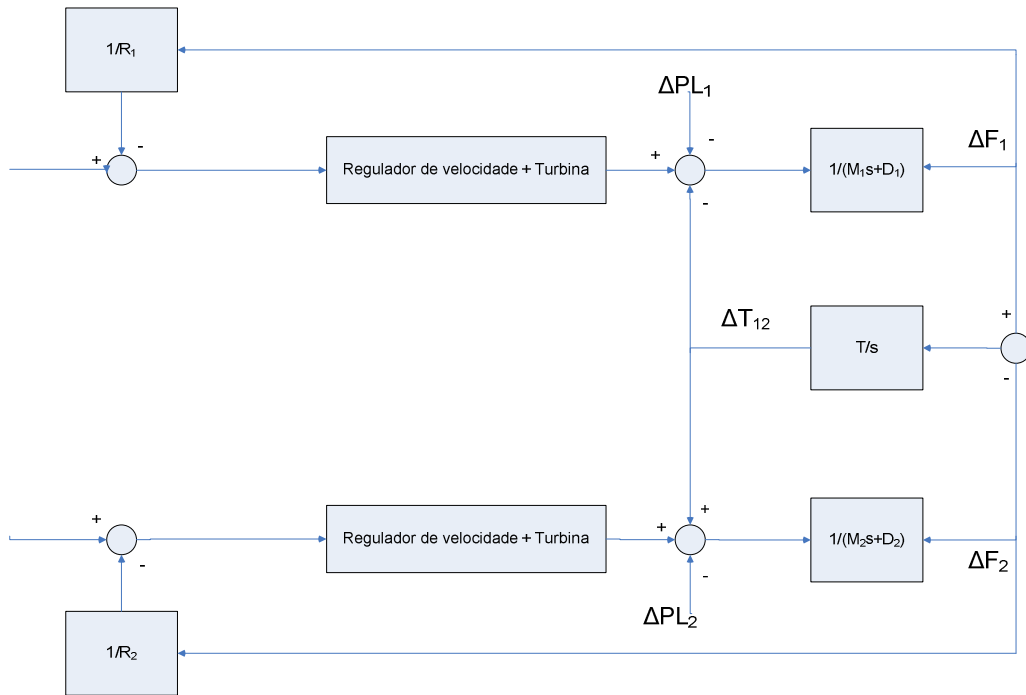 1/R₁
ΔPL₁
-
-
+
+
Regulador de velocidade + Turbina
1/(M₁s+D₁)
ΔF₁
-
ΔT₁₂
T/s
+
-
+
+
+
Regulador de velocidade + Turbina
1/(M₂s+D₂)
-
-
ΔF₂
ΔPL₂
1/R₂